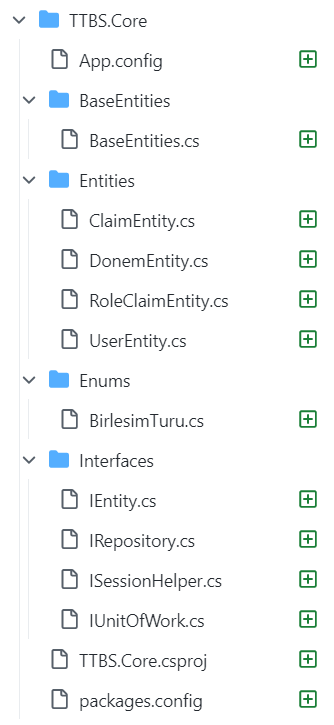 TTBS.Core
App.config
BaseEntities
BaseEntities.cs
Entities
ClaimEntity.cs
DonemEntity.cs
RoleClaimEntity.cs
UserEntity.cs
Enums
BirlesimTuru.cs
Interfaces
IEntity.cs
IRepository.cs
ISessionHelper.cs
IUnitOfWork.cs
TTBS.Core.csproj
packages.config